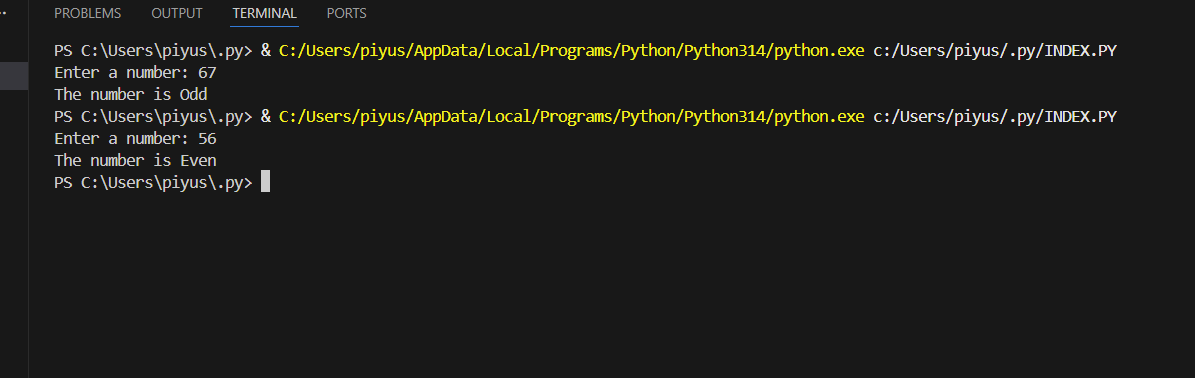 PROBLEMS OUTPUT TERMINAL PORTS
PS C:\Users\piyus\.py> & C:/Users/piyus/AppData/Local/Programs/Python/Python314/python.exe c:/Users/piyus/.py/INDEX.PY
Enter a number: 67
The number is Odd
PS C:\Users\piyus\.py> & C:/Users/piyus/AppData/Local/Programs/Python/Python314/python.exe c:/Users/piyus/.py/INDEX.PY
Enter a number: 56
The number is Even
PS C:\Users\piyus\.py>